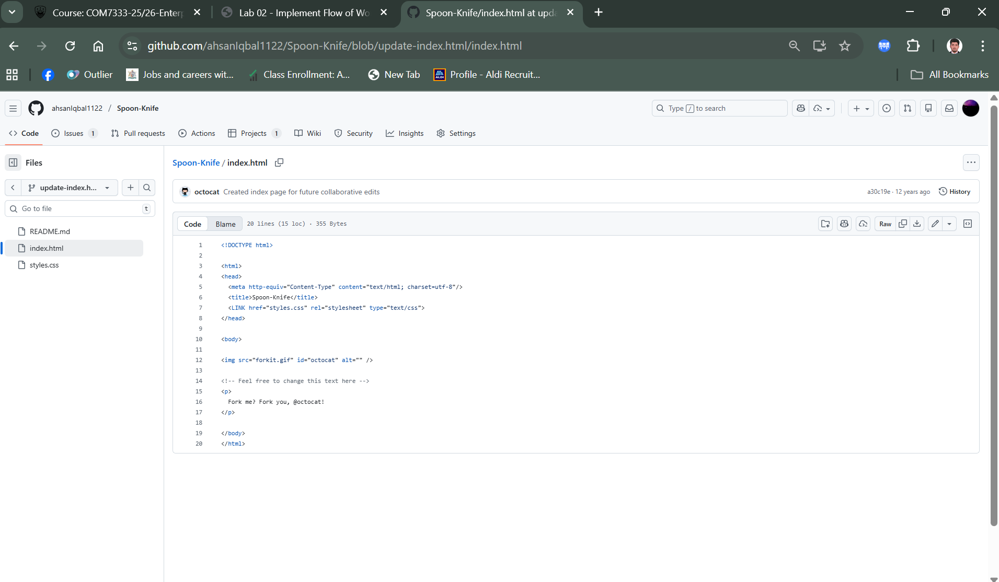 Course: COM7333-25/26-Enterp
Lab 02 - Implement Flow of Wo
Spoon-Knife/index.html at upda
github.com/ahsanIqbal1122/Spoon-Knife/blob/update-index.html/index.html
Outlier
Jobs and careers wit...
Class Enrollment: A...
New Tab
ALDI
Profile - Aldi Recruit...
All Bookmarks
ahsanIqbal1122 / Spoon-Knife
Type / to search
Code
Issues 1
Pull requests
Actions
Projects 1
Wiki
Security
Insights
Settings
Files
update-index.h...
Go to file
t
README.md
index.html
styles.css
Spoon-Knife / index.html
octocat Created index page for future collaborative edits
a30c19e · 12 years ago
History
Code
Blame
20 lines (15 loc) · 355 Bytes
Raw
1 <!DOCTYPE html>
2
3 <html>
4 <head>
5 <meta http-equiv="Content-Type" content="text/html; charset=utf-8"/>
6 <title>Spoon-Knife</title>
7 <LINK href="styles.css" rel="stylesheet" type="text/css">
8 </head>
9
10 <body>
11
12 <img src="forkit.gif" id="octocat" alt="" />
13
14 <!-- Feel free to change this text here -->
15 <p>
16 Fork me? Fork you, @octocat!
17 </p>
18
19 </body>
20 </html>